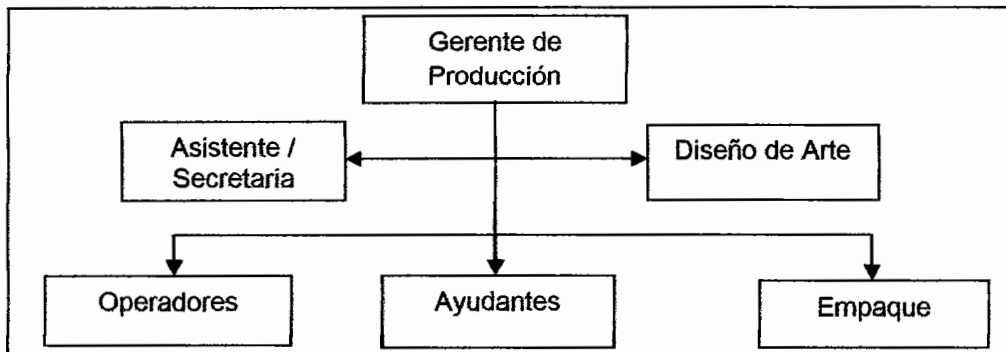 Gerente de
Producción
Asistente /
Secretaria
Diseño de Arte
Operadores
Ayudantes
Empaque